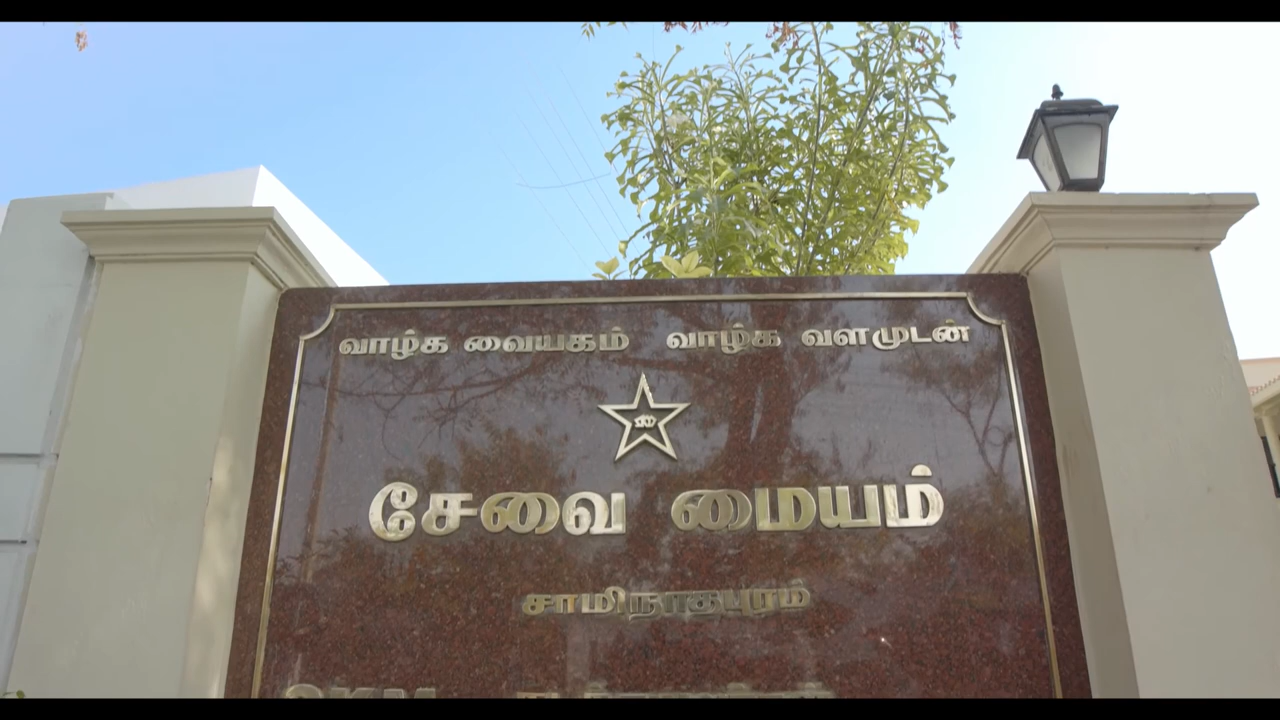 வாழ்க வையகம் வாழ்க வளமுடன்
சேவை மையம்
சாமிநாதபுரம்